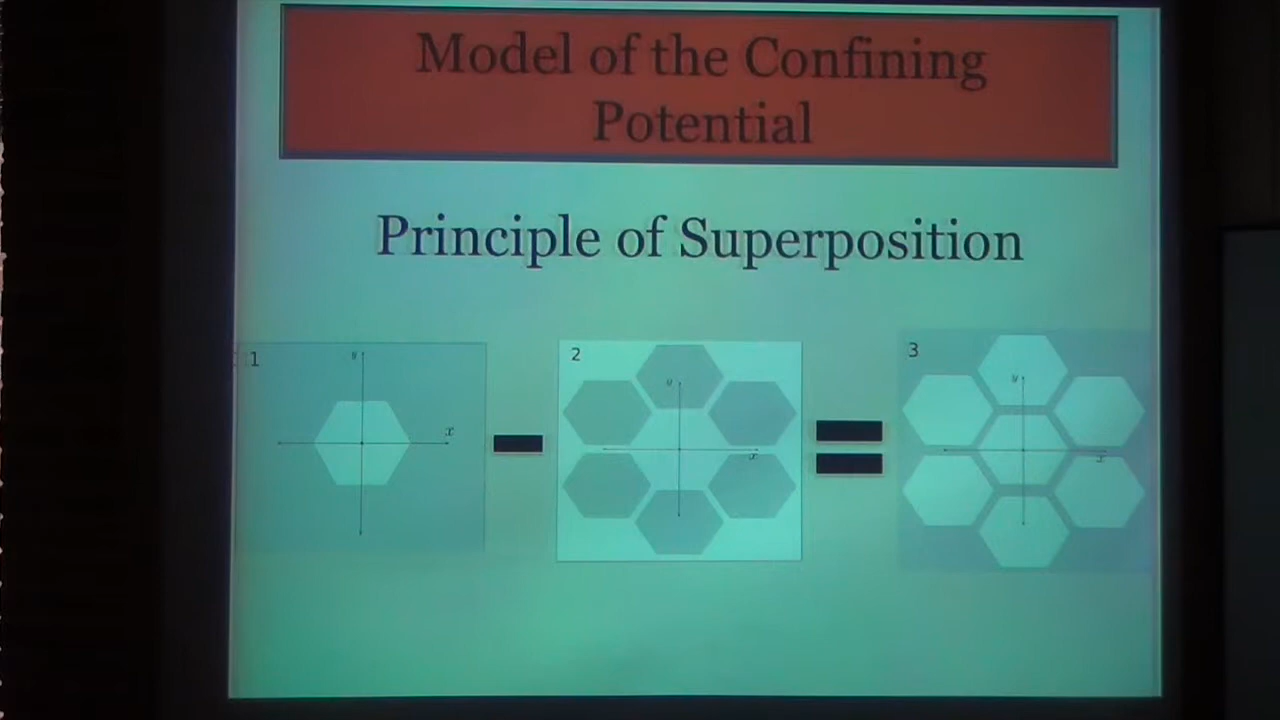 Model of the Confining
Potential
Principle of Superposition
1
y
x
2
y
x
3
y
x